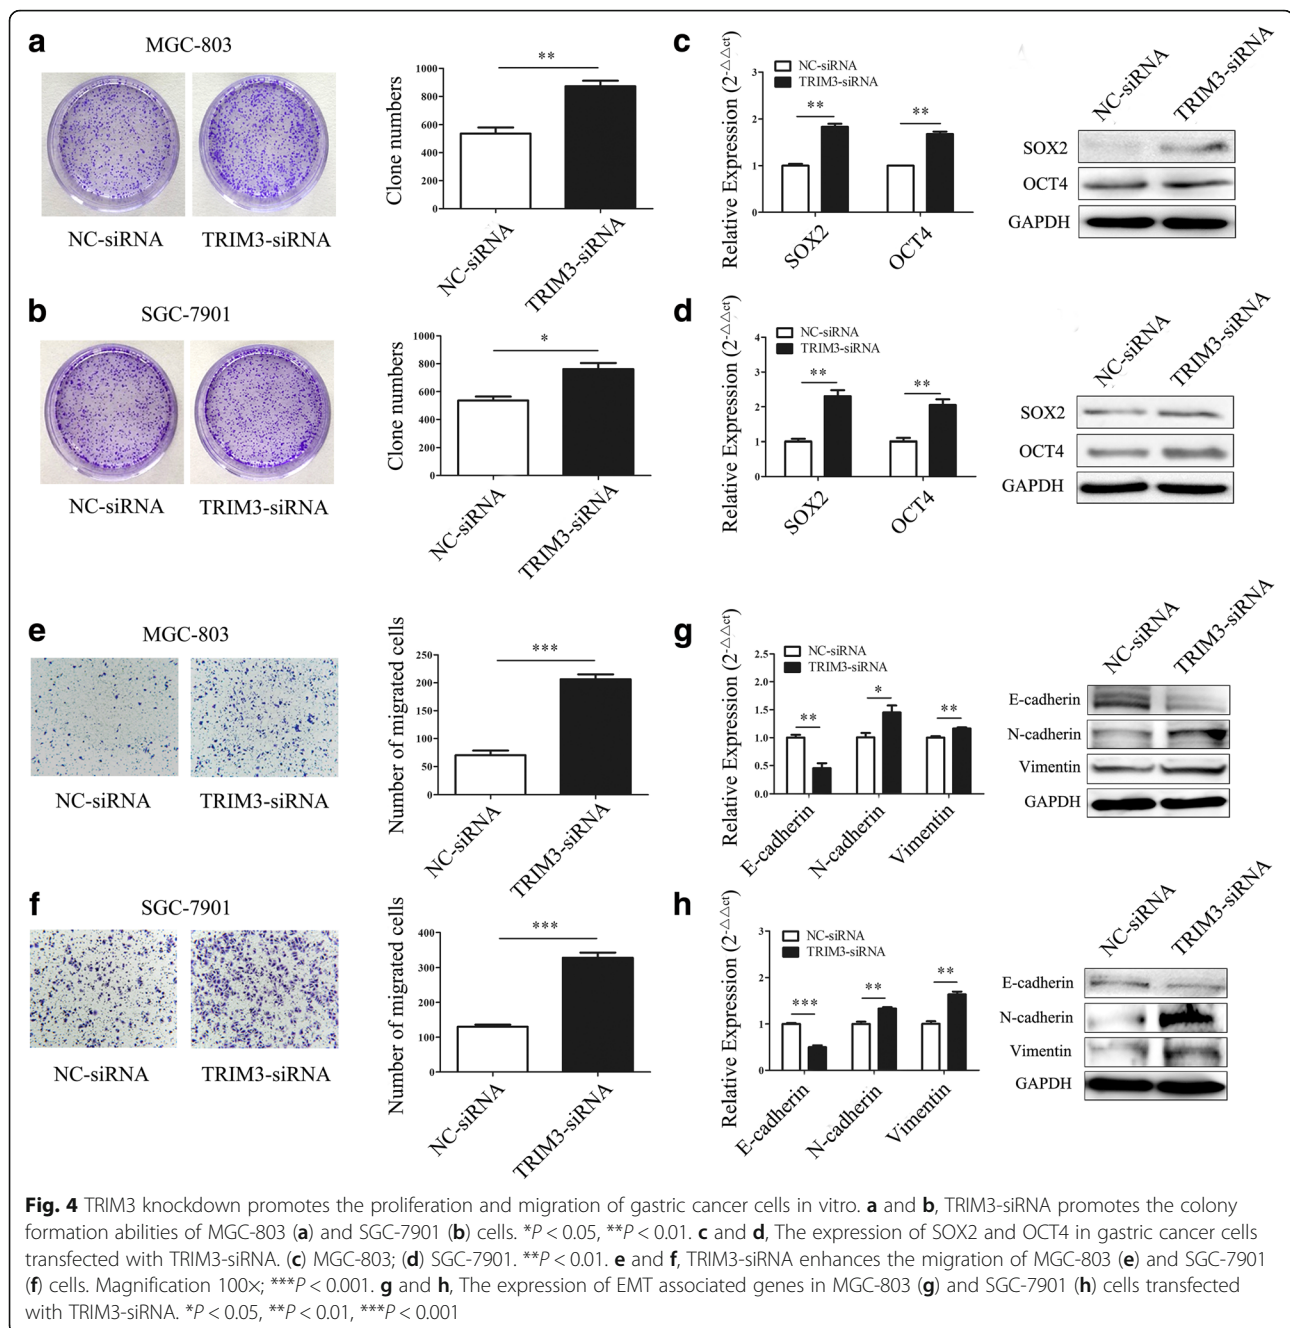 a
MGC-803
NC-siRNA
TRIM3-siRNA
Clone numbers
1000
800
600
400
200
0
**
NC-siRNA
TRIM3-siRNA
c
Relative Expression (2-△△ct)
NC-siRNA
TRIM3-siRNA
3
2
1
0
**
**
SOX2
OCT4
NC-siRNA
TRIM3-siRNA
SOX2
OCT4
GAPDH
b
SGC-7901
NC-siRNA
TRIM3-siRNA
Clone numbers
1000
800
600
400
200
0
*
NC-siRNA
TRIM3-siRNA
d
Relative Expression (2-△△ct)
NC-siRNA
TRIM3-siRNA
4
3
2
1
0
**
**
SOX2
OCT4
NC-siRNA
TRIM3-siRNA
SOX2
OCT4
GAPDH
e
MGC-803
NC-siRNA
TRIM3-siRNA
Number of migrated cells
250
200
150
100
50
0
***
NC-siRNA
TRIM3-siRNA
g
Relative Expression (2-△△ct)
NC-siRNA
TRIM3-siRNA
2.5
2.0
1.5
1.0
0.5
0.0
**
*
**
E-cadherin
N-cadherin
Vimentin
NC-siRNA
TRIM3-siRNA
E-cadherin
N-cadherin
Vimentin
GAPDH
f
SGC-7901
NC-siRNA
TRIM3-siRNA
Number of migrated cells
400
300
200
100
0
***
NC-siRNA
TRIM3-siRNA
h
Relative Expression (2-△△ct)
NC-siRNA
TRIM3-siRNA
3
2
1
0
***
**
**
E-cadherin
N-cadherin
Vimentin
NC-siRNA
TRIM3-siRNA
E-cadherin
N-cadherin
Vimentin
GAPDH
Fig. 4 TRIM3 knockdown promotes the proliferation and migration of gastric cancer cells in vitro. a and b, TRIM3-siRNA promotes the colony
formation abilities of MGC-803 (a) and SGC-7901 (b) cells. *P < 0.05, **P < 0.01. c and d, The expression of SOX2 and OCT4 in gastric cancer cells
transfected with TRIM3-siRNA. (c) MGC-803; (d) SGC-7901. **P < 0.01. e and f, TRIM3-siRNA enhances the migration of MGC-803 (e) and SGC-7901
(f) cells. Magnification 100×; ***P < 0.001. g and h, The expression of EMT associated genes in MGC-803 (g) and SGC-7901 (h) cells transfected
with TRIM3-siRNA. *P < 0.05, **P < 0.01, ***P < 0.001